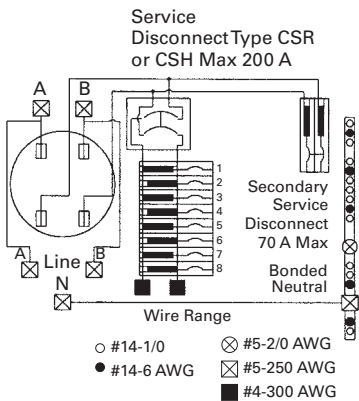 Service
Disconnect Type CSR
or CSH Max 200 A
A
B
1
2
3
4
5
6
7
8
Secondary
Service
Disconnect
70 A Max
A
Line
B
N
Bonded
Neutral
Wire Range
#14-1/0
#5-2/0 AWG
#14-6 AWG
#5-250 AWG
#4-300 AWG